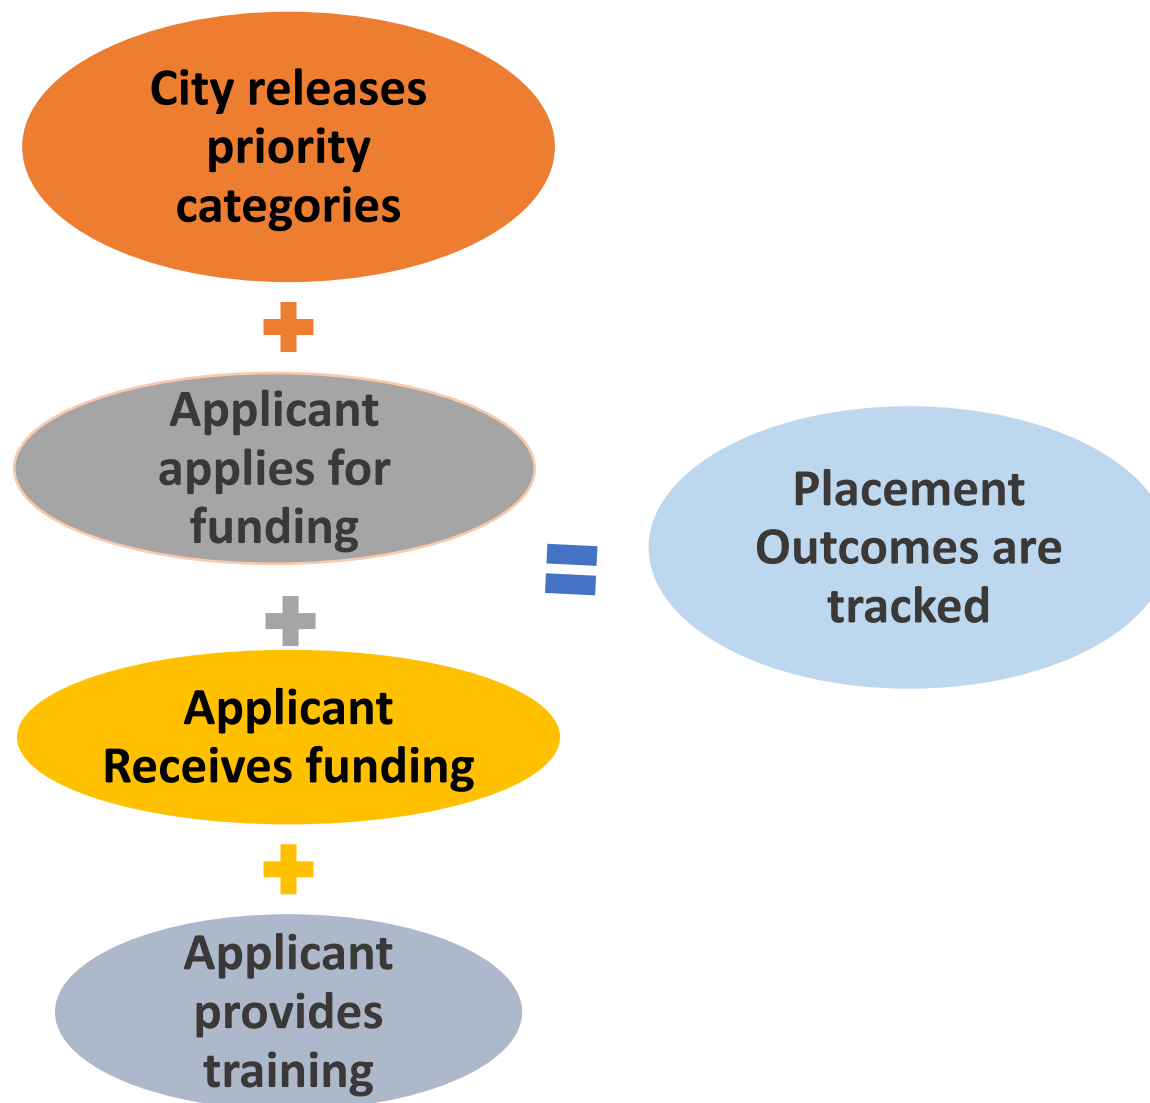 City releases
priority
categories
Applicant
applies for
funding
Applicant
Receives funding
Applicant
provides
training
Placement
Outcomes are
tracked